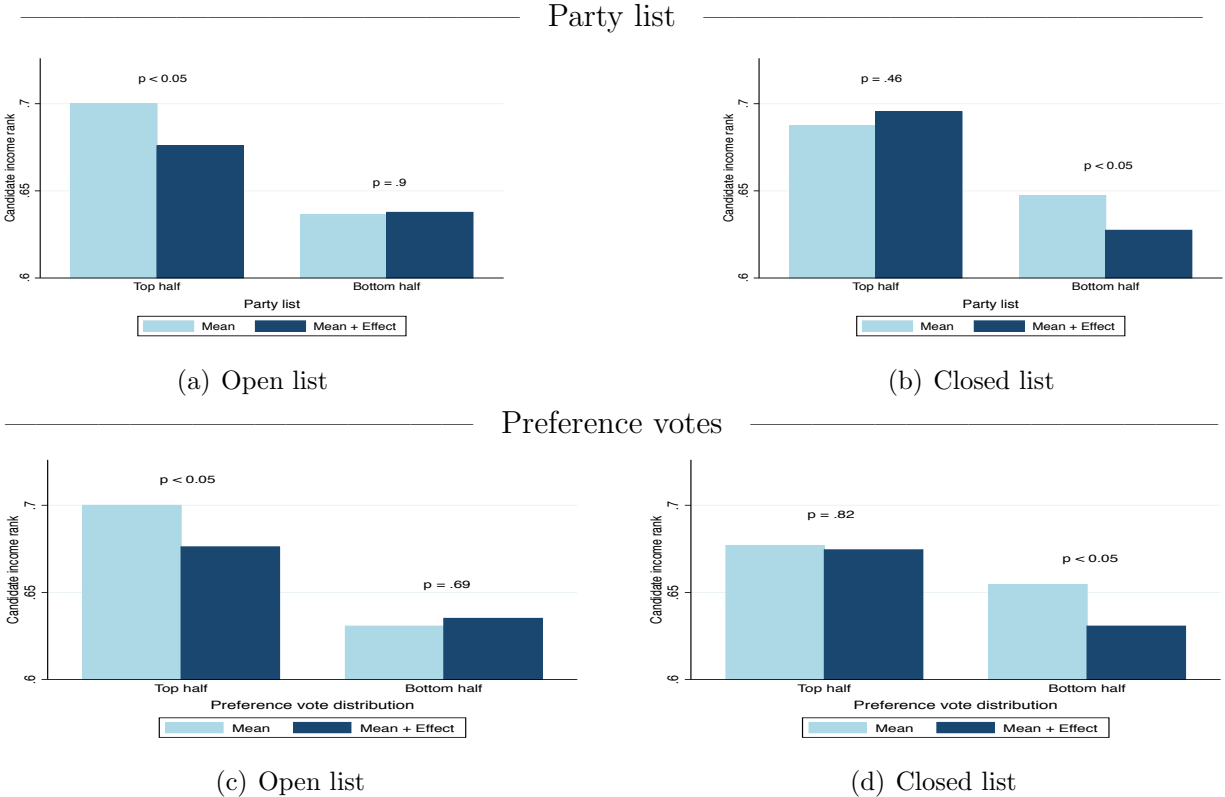 Party list
p < 0.05
p = .9
Candidate income rank
.7
.65
.6
Top half
Bottom half
Party list
Mean
Mean + Effect
(a) Open list
p = .46
p < 0.05
Candidate income rank
.7
.65
.6
Top half
Bottom half
Party list
Mean
Mean + Effect
(b) Closed list
Preference votes
p < 0.05
p = .69
Candidate income rank
.7
.65
.6
Top half
Bottom half
Preference vote distribution
Mean
Mean + Effect
(c) Open list
p = .82
p < 0.05
Candidate income rank
.7
.65
.6
Top half
Bottom half
Preference vote distribution
Mean
Mean + Effect
(d) Closed list